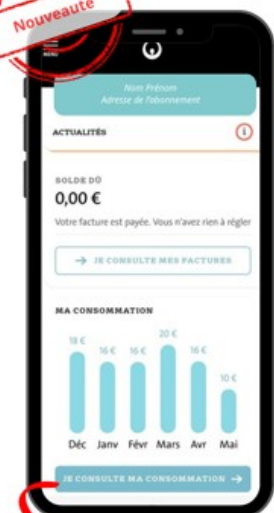 Nouveauté
MENU
Nom Prénom
Adresse de l'abonnement
ACTUALITÉS
i
SOLDE DÛ
0,00 €
Votre facture est payée. Vous n'avez rien à régler
→ JE CONSULTE MES FACTURES
MA CONSOMMATION
18 € 16 € 16 € 20 € 16 € 10 €
Déc Janv Févr Mars Avr Mai
JE CONSULTE MA CONSOMMATION →